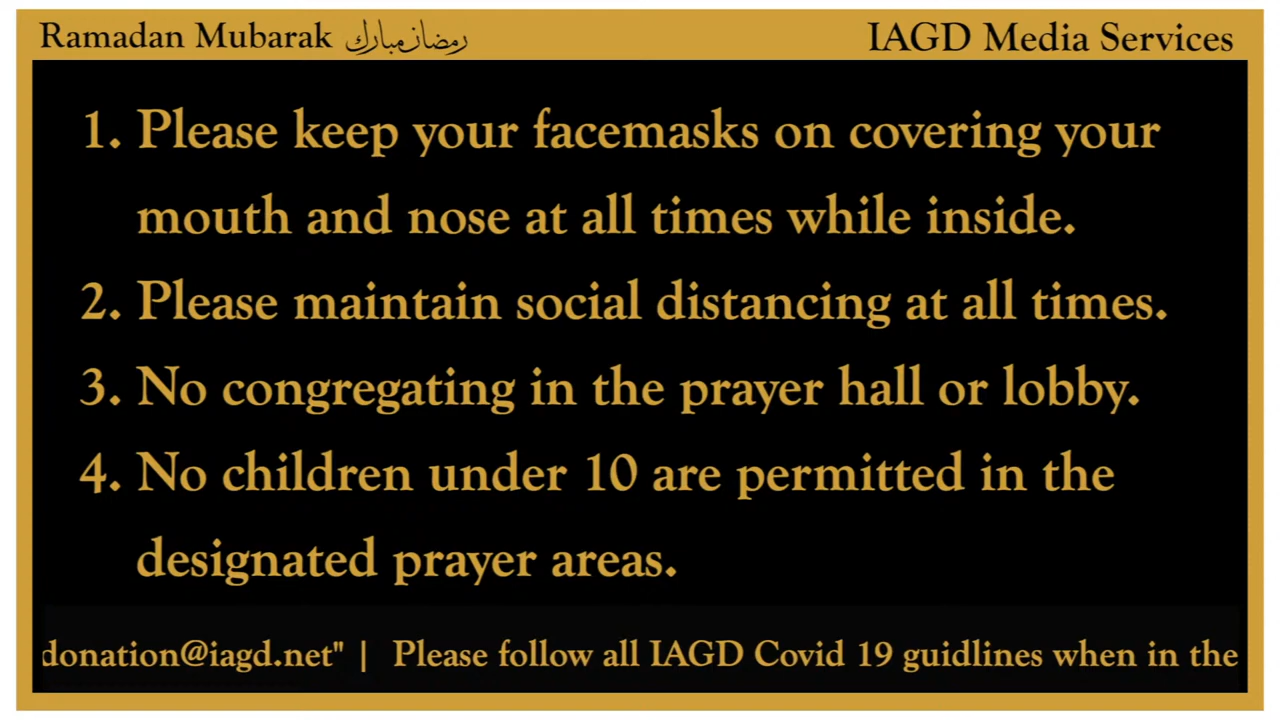 Ramadan Mubarak رمضان مبارك
IAGD Media Services
1. Please keep your facemasks on covering your
mouth and nose at all times while inside.
2. Please maintain social distancing at all times.
3. No congregating in the prayer hall or lobby.
4. No children under 10 are permitted in the
designated prayer areas.
donation@iagd.net" | Please follow all IAGD Covid 19 guidlines when in the